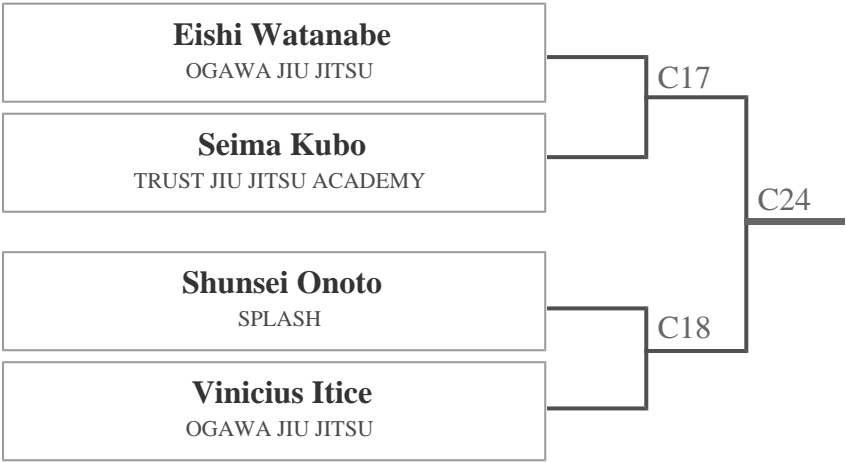 Eishi Watanabe
OGAWA JIU JITSU
C17
Seima Kubo
TRUST JIU JITSU ACADEMY
C24
Shunsei Onoto
SPLASH
C18
Vinicius Itice
OGAWA JIU JITSU